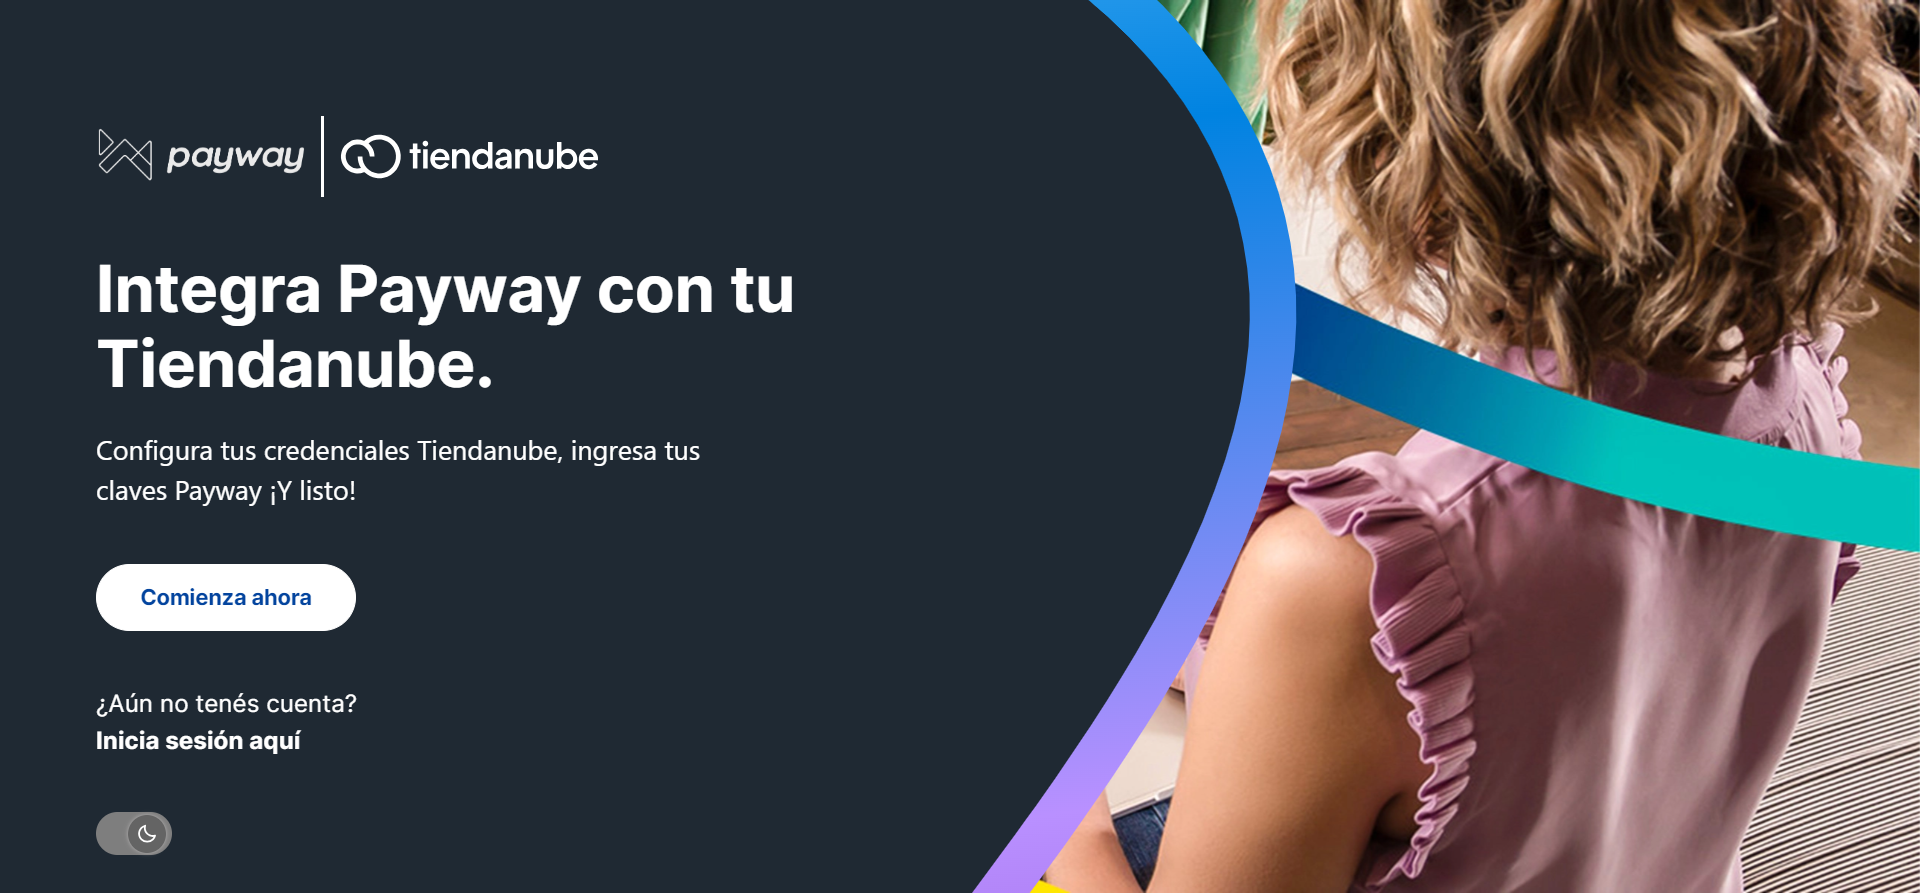 payway tiendanube
Integra Payway con tu
Tiendanube.
Configura tus credenciales Tiendanube, ingresa tus
claves Payway ¡Y listo!
Comienza ahora
¿Aún no tenés cuenta?
Inicia sesión aquí